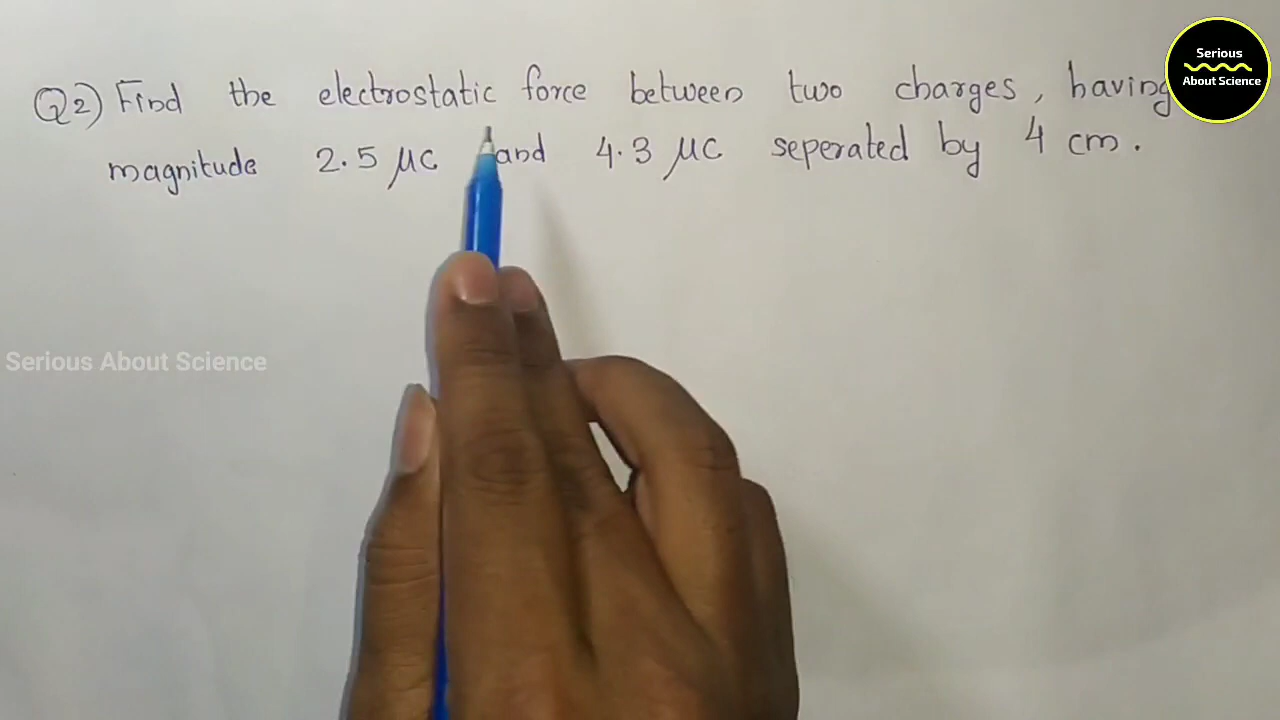 Serious
About Science
Q2) Find the electrostatic force between two charges, having
magnitude 2.5 μC and 4.3 μC seperated by 4 cm.
Serious About Science